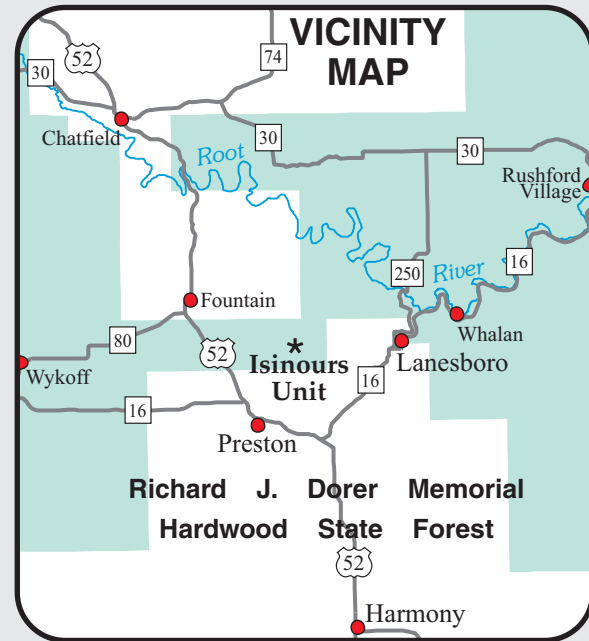 VICINITY
MAP
52
74
30
Chatfield
30
30
Root
Rushford
Village
River
16
250
Fountain
Whalan
80
52
Isinours
Unit
Lanesboro
Wykoff
16
16
Preston
Richard J. Dorer Memorial
Hardwood State Forest
52
Harmony